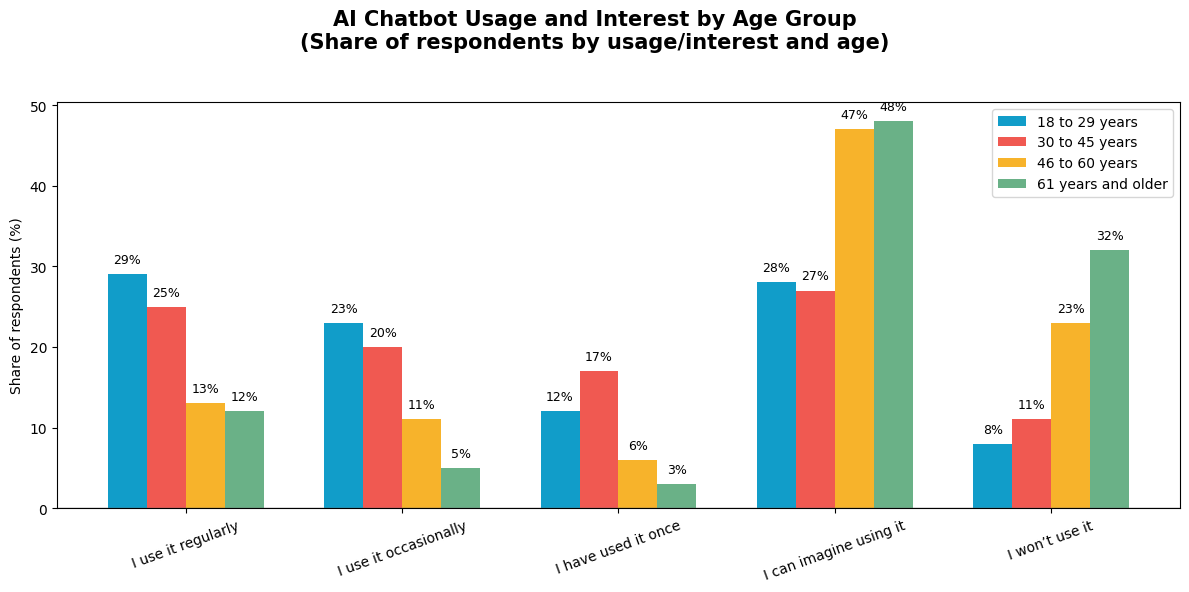 AI Chatbot Usage and Interest by Age Group
(Share of respondents by usage/interest and age)
Share of respondents (%)
50
40
30
20
10
0
18 to 29 years
30 to 45 years
46 to 60 years
61 years and older
29%
25%
13%
12%
23%
20%
11%
5%
12%
17%
6%
3%
28%
27%
47%
48%
8%
11%
23%
32%
I use it regularly
I use it occasionally
I have used it once
I can imagine using it
I won’t use it